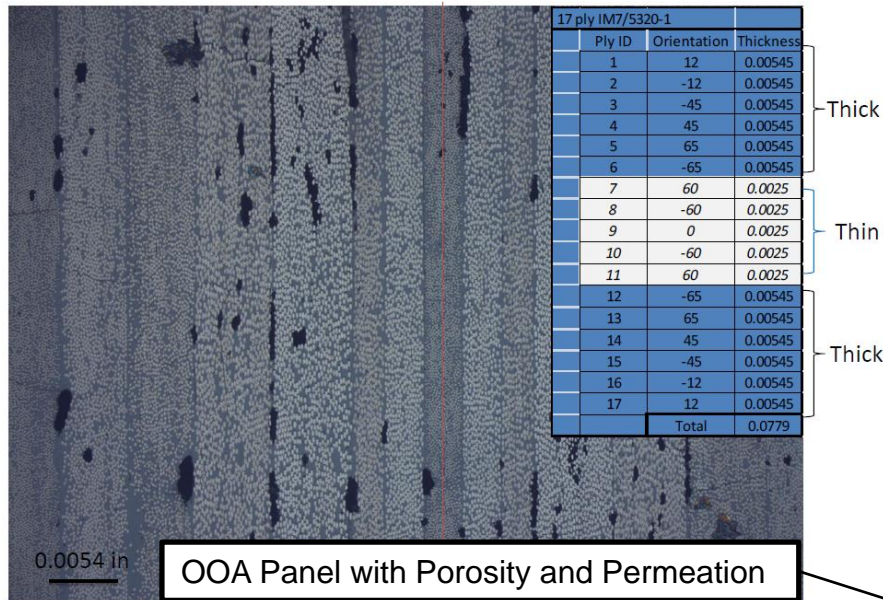 17 ply IM7/5320-1
Ply ID Orientation Thickness
1 12 0.00545
2 -12 0.00545
3 -45 0.00545
4 45 0.00545
5 65 0.00545
6 -65 0.00545
7 60 0.0025
8 -60 0.0025
9 0 0.0025
10 -60 0.0025
11 60 0.0025
12 -65 0.00545
13 65 0.00545
14 45 0.00545
15 -45 0.00545
16 -12 0.00545
17 12 0.00545
Total 0.0779
Thick
Thin
Thick
0.0054 in
OOA Panel with Porosity and Permeation